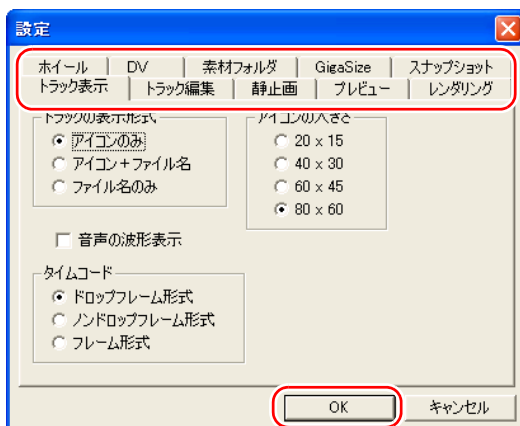 設定
ホイール DV 素材フォルダ GigaSize スナップショット
トラック表示 トラック編集 静止画 プレビュー レンダリング
トラックの表示形式
アイコンのみ
アイコン+ファイル名
ファイル名のみ
アイコンの大きさ
20 x 15
40 x 30
60 x 45
80 x 60
音声の波形表示
タイムコード
ドロップフレーム形式
ノンドロップフレーム形式
フレーム形式
OK キャンセル